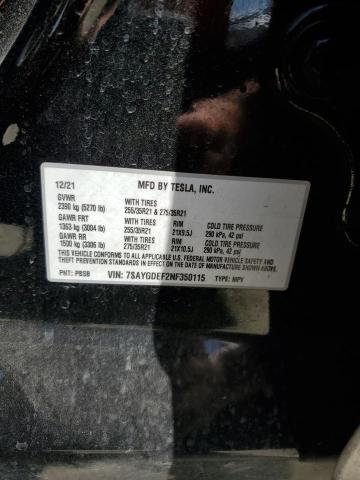 12/21 MFD BY TESLA, INC.
GVWR WITH TIRES
2390 kg (5270 lb) 255/35R21 & 275/35R21
GAWR FRT WITH TIRES RIM COLD TIRE PRESSURE
1363 kg (3004 lb) 255/35R21 21X9.5J 290 kPa, 42 psi
GAWR RR WITH TIRES RIM COLD TIRE PRESSURE
1500 kg (3306 lb) 275/35R21 21X10.5J 290 kPa, 42 psi
THIS VEHICLE CONFORMS TO ALL APPLICABLE U.S. FEDERAL MOTOR VEHICLE
SAFETY AND THEFT PREVENTION STANDARDS IN EFFECT ON THE DATE OF MANUFACTURE SHOWN ABOVE.
PNT: PBSB VIN: 7SAYGDEF2NF350115 TYPE: MPV